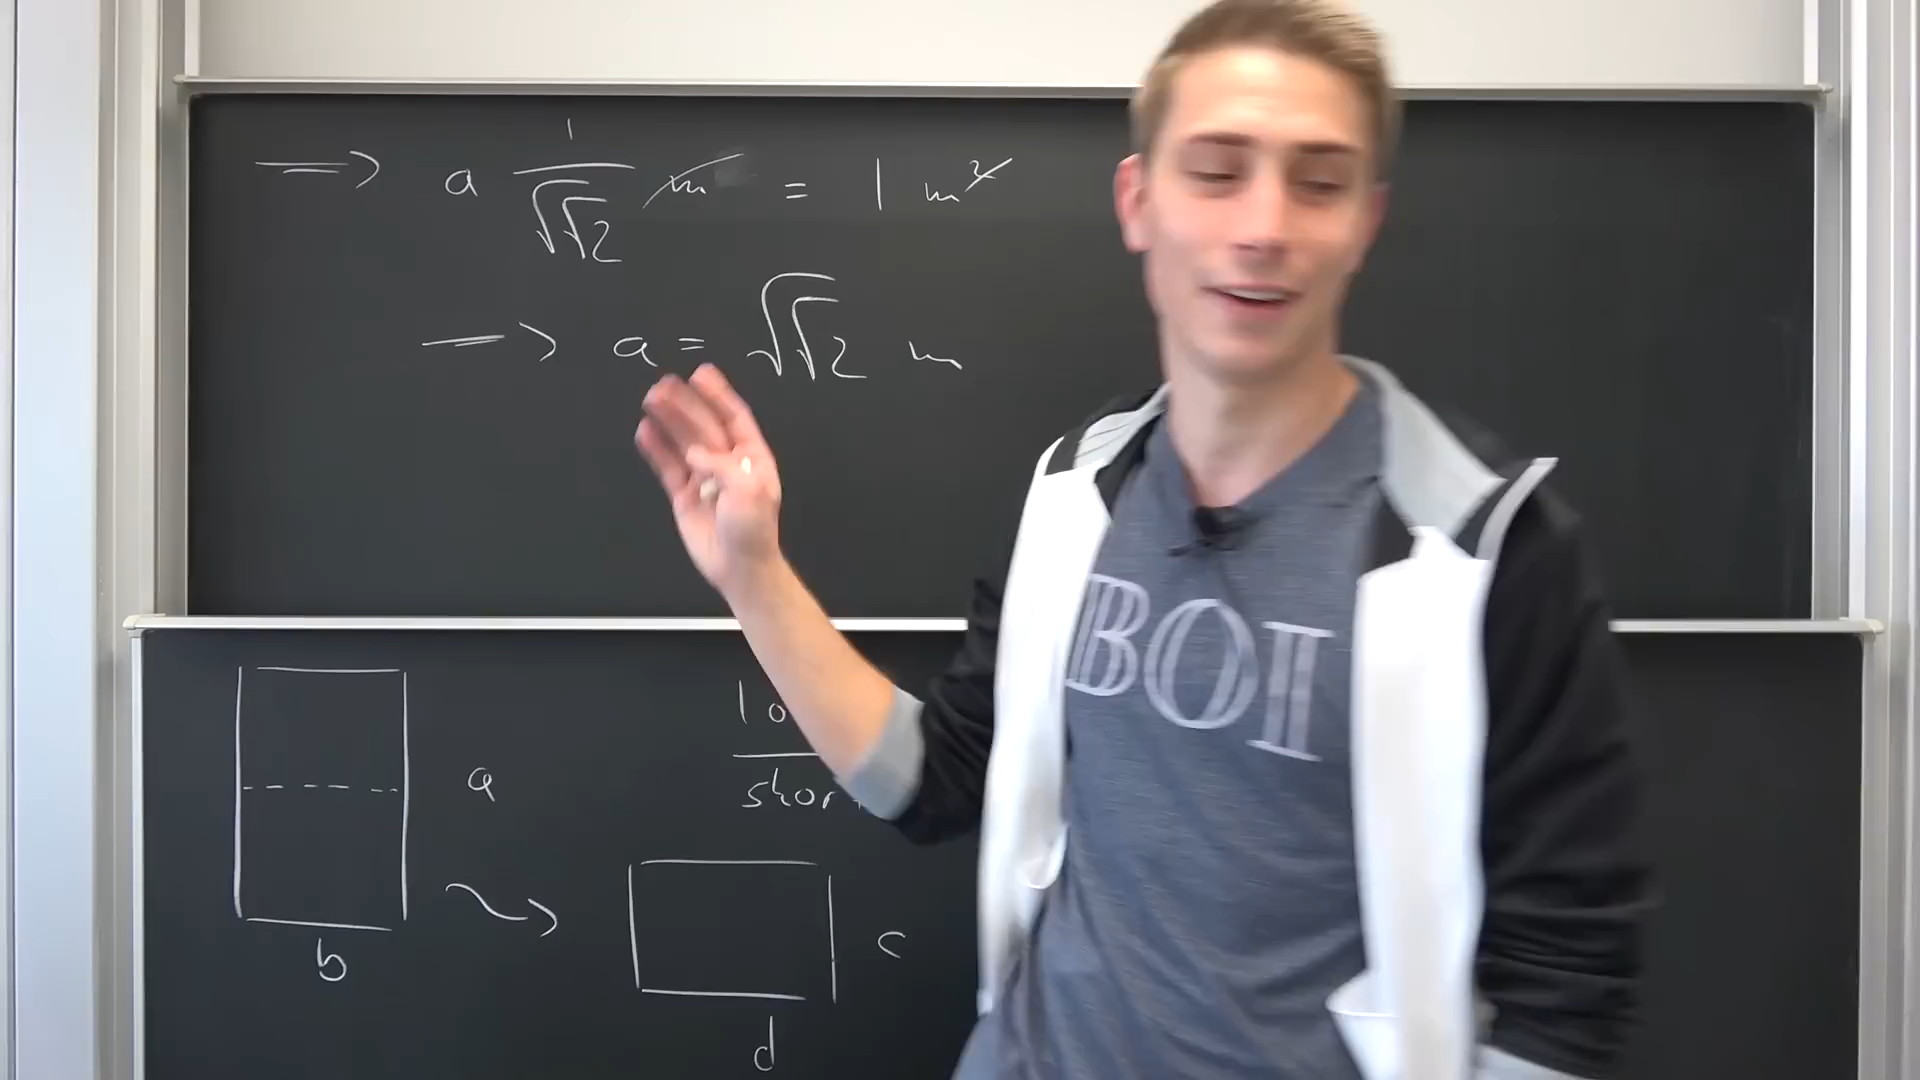 => a 1/√√2 m = 1 m²
=> a = √√2 m
a
b
c
d
BOI